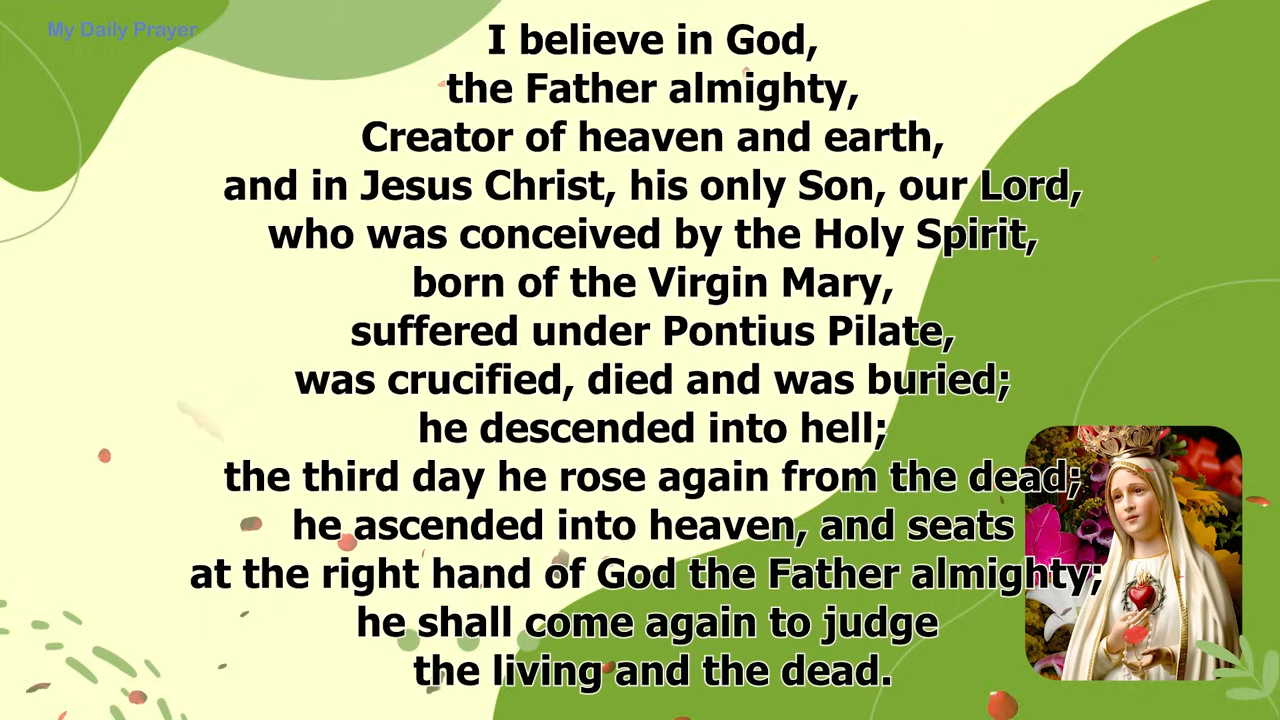 My Daily Prayer
I believe in God,
the Father almighty,
Creator of heaven and earth,
and in Jesus Christ, his only Son, our Lord,
who was conceived by the Holy Spirit,
born of the Virgin Mary,
suffered under Pontius Pilate,
was crucified, died and was buried;
he descended into hell;
the third day he rose again from the dead;
he ascended into heaven, and seats
at the right hand of God the Father almighty;
he shall come again to judge
the living and the dead.